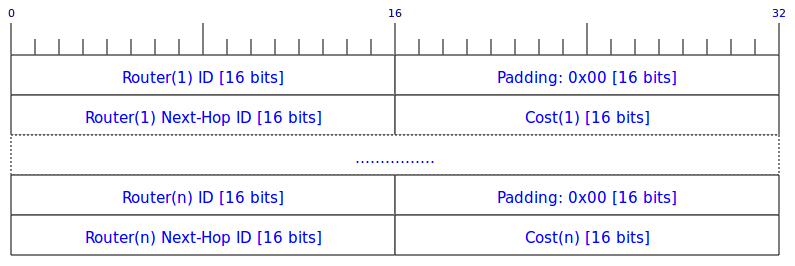 0 16 32
Router(1) ID [16 bits] Padding: 0x00 [16 bits]
Router(1) Next-Hop ID [16 bits] Cost(1) [16 bits]
................
Router(n) ID [16 bits] Padding: 0x00 [16 bits]
Router(n) Next-Hop ID [16 bits] Cost(n) [16 bits]